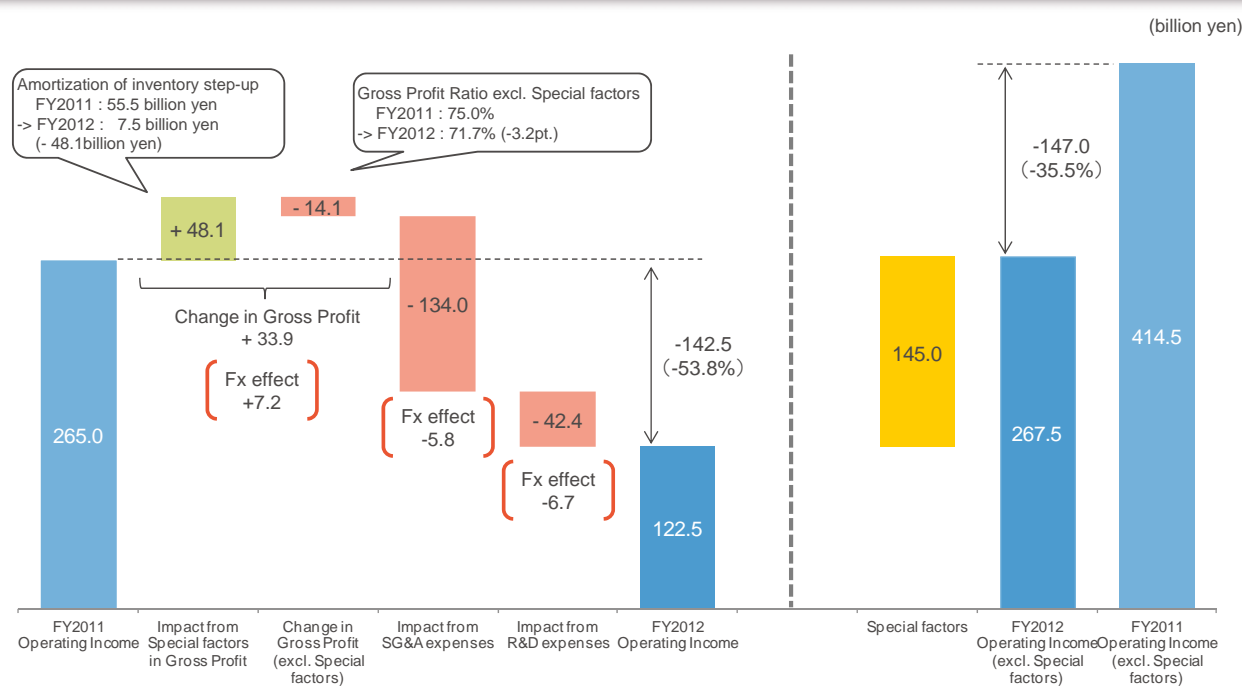 (billion yen)
Amortization of inventory step-up
FY2011 : 55.5 billion yen
-> FY2012 : 7.5 billion yen
(- 48.1billion yen)
Gross Profit Ratio excl. Special factors
FY2011 : 75.0%
-> FY2012 : 71.7% (-3.2pt.)
-147.0
(-35.5%)
- 14.1
+ 48.1
- 134.0
Change in Gross Profit
+ 33.9
-142.5
(-53.8%)
145.0
414.5
Fx effect
+7.2
Fx effect
-5.8
- 42.4
265.0
267.5
Fx effect
-6.7
122.5
FY2011
Operating Income
Impact from
Special factors
in Gross Profit
Change in
Gross Profit
(excl. Special
factors)
Impact from
SG&A expenses
Impact from
R&D expenses
FY2012
Operating Income
Special factors
FY2012
Operating Income
(excl. Special
factors)
FY2011
Operating Income
(excl. Special
factors)